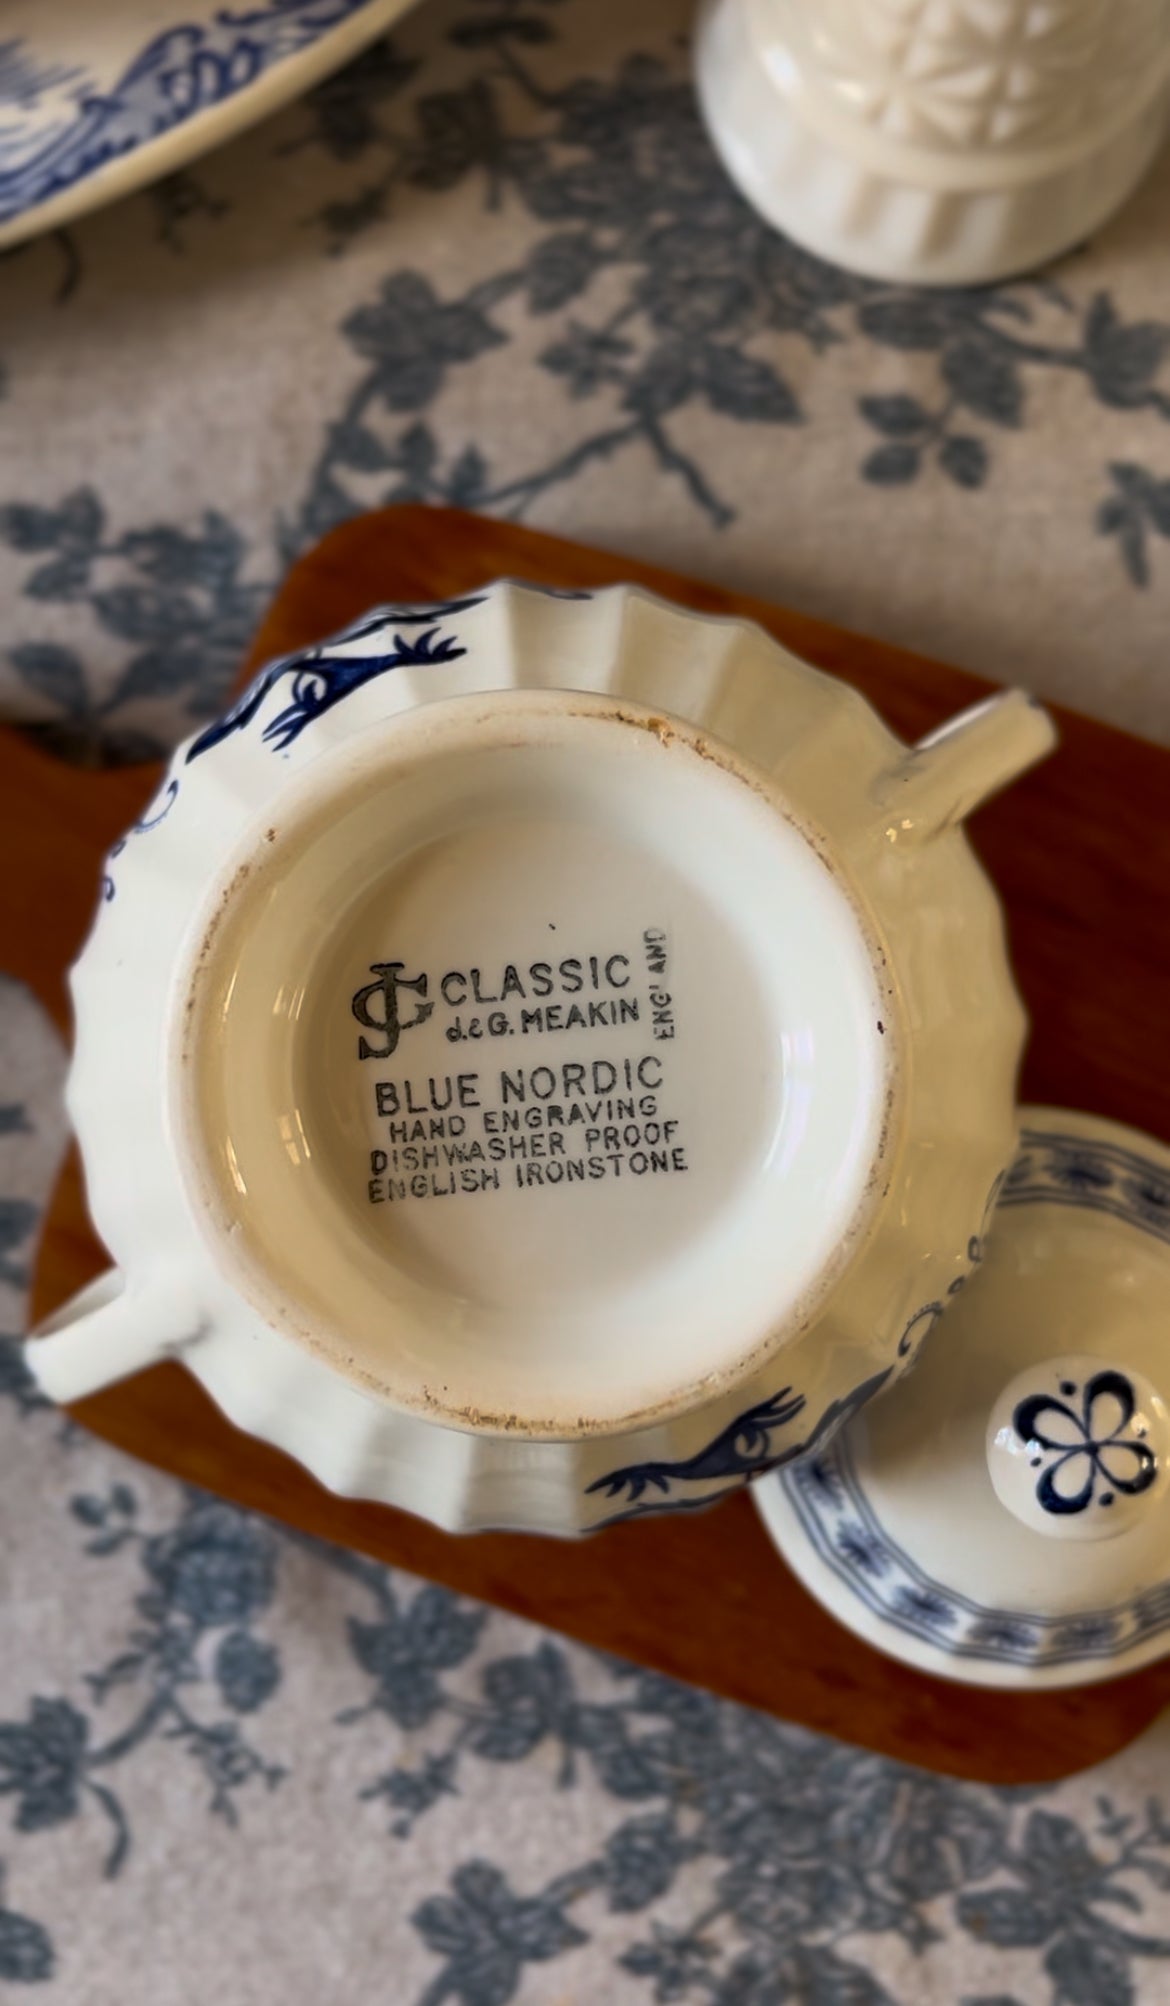 JG CLASSIC
J.&G. MEAKIN
ENGLAND
BLUE NORDIC
HAND ENGRAVING
DISHWASHER PROOF
ENGLISH IRONSTONE